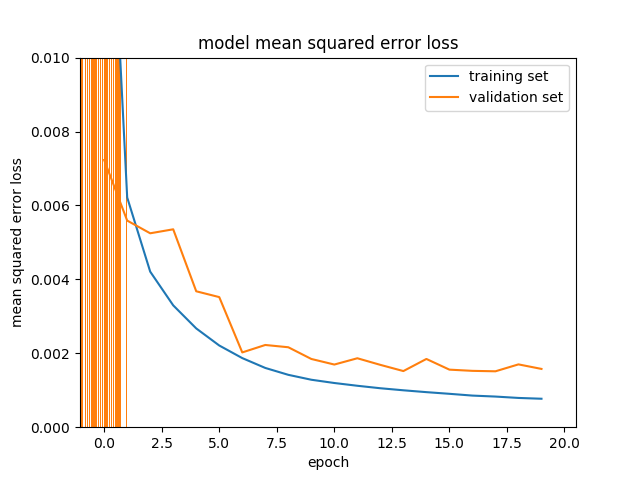 model mean squared error loss
training set
validation set
mean squared error loss
0.010
0.008
0.006
0.004
0.002
0.000
0.0 2.5 5.0 7.5 10.0 12.5 15.0 17.5 20.0
epoch